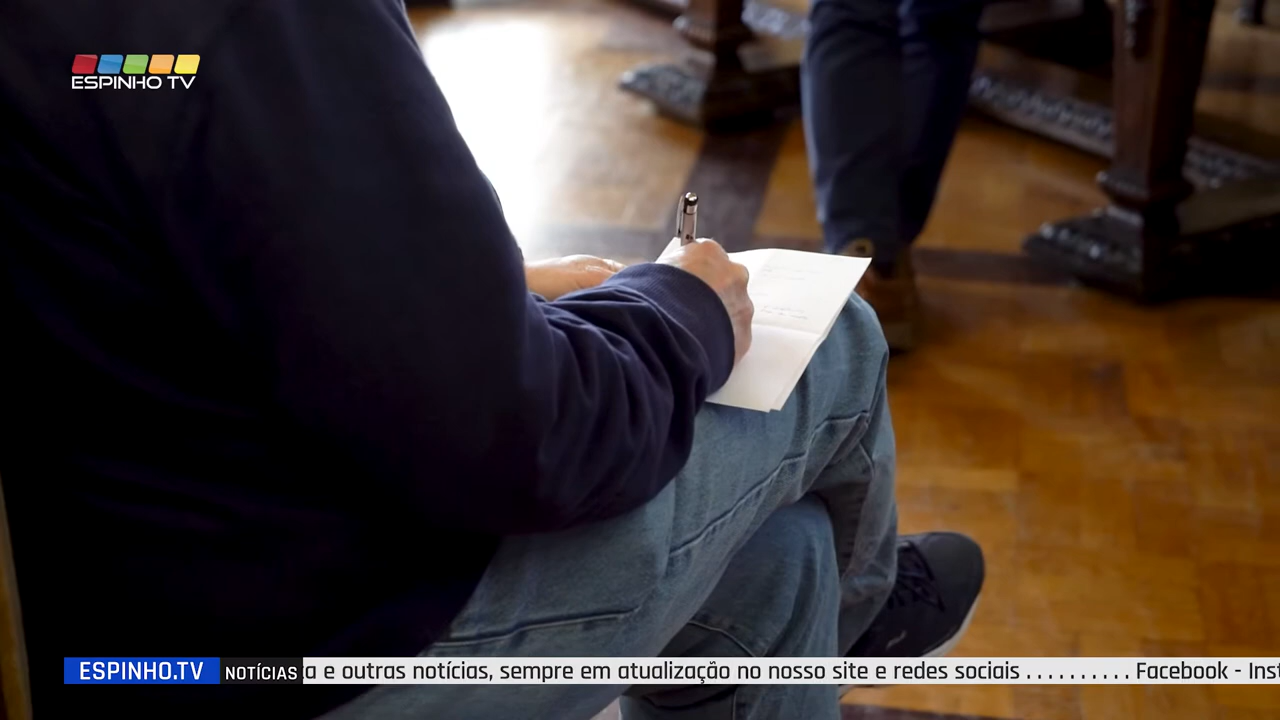 ESPINHO TV
ESPINHO.TV NOTÍCIAS a e outras notícias, sempre em atualização no nosso site e redes sociais . . . . . . . . . . Facebook - Inst